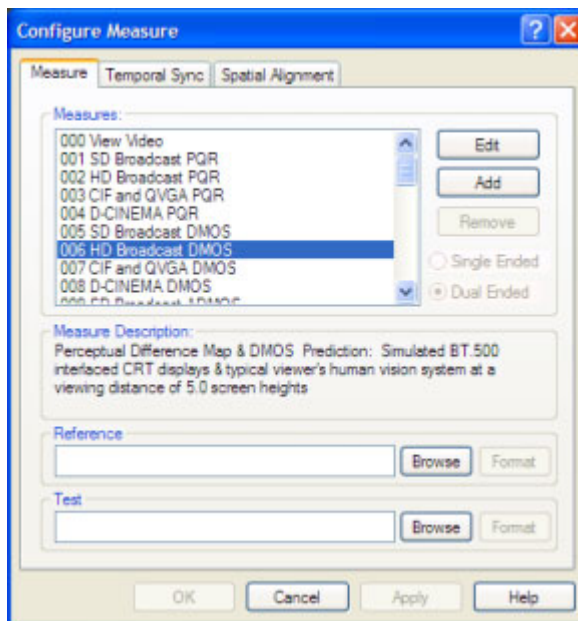 Configure Measure
Measure
Temporal Sync
Spatial Alignment
Measures:
000 View Video
001 SD Broadcast PQR
002 HD Broadcast PQR
003 CIF and QVGA PQR
004 D-CINEMA PQR
005 SD Broadcast DMOS
006 HD Broadcast DMOS
007 CIF and QVGA DMOS
008 D-CINEMA DMOS
009 SD Broadcast ADMOS
Edit
Add
Remove
Single Ended
Dual Ended
Measure Description:
Perceptual Difference Map & DMOS Prediction: Simulated BT.500
interlaced CRT displays & typical viewer's human vision system at a
viewing distance of 5.0 screen heights
Reference
Browse
Format
Test
Browse
Format
OK
Cancel
Apply
Help